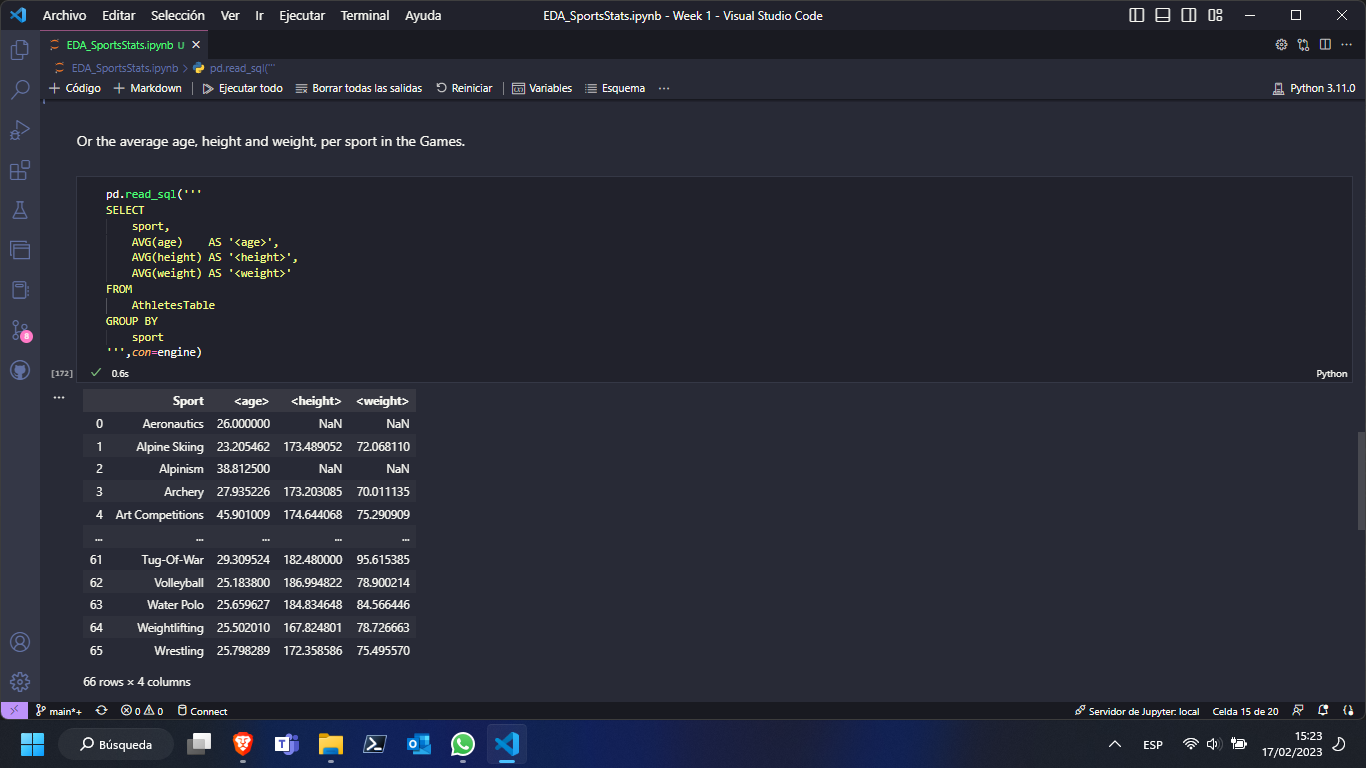 Archivo Editar Selección Ver Ir Ejecutar Terminal Ayuda EDA_SportsStats.ipynb - Week 1 - Visual Studio Code
EDA_SportsStats.ipynb U
EDA_SportsStats.ipynb > pd.read_sql('''
+ Código + Markdown Ejecutar todo Borrar todas las salidas Reiniciar Variables Esquema ... Python 3.11.0
Or the average age, height and weight, per sport in the Games.
pd.read_sql('''
SELECT
sport,
AVG(age) AS '<age>',
AVG(height) AS '<height>',
AVG(weight) AS '<weight>'
FROM
AthletesTable
GROUP BY
sport
''',con=engine)
[172] 0.6s Python
...
Sport <age> <height> <weight>
0 Aeronautics 26.000000 NaN NaN
1 Alpine Skiing 23.205462 173.489052 72.068110
2 Alpinism 38.812500 NaN NaN
3 Archery 27.935226 173.203085 70.011135
4 Art Competitions 45.901009 174.644068 75.290909
... ... ... ... ...
61 Tug-Of-War 29.309524 182.480000 95.615385
62 Volleyball 25.183800 186.994822 78.900214
63 Water Polo 25.659627 184.834648 84.566446
64 Weightlifting 25.502010 167.824801 78.726663
65 Wrestling 25.798289 172.358586 75.495570
66 rows × 4 columns
8
main*+ 0 0 Connect Servidor de Jupyter: local Celda 15 de 20
Búsqueda ESP 15:23
17/02/2023